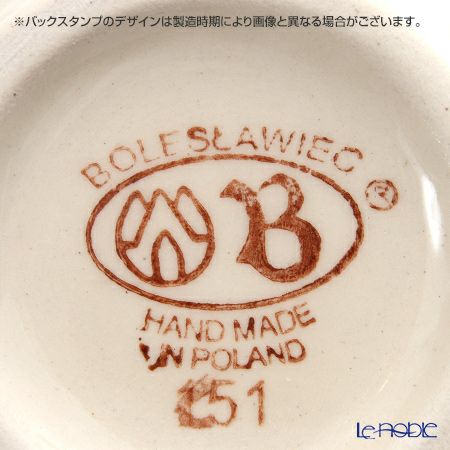 ※バックスタンプのデザインは製造時期により画像と異なる場合がございます。
BOLESŁAWIEC ®
B
HAND MADE
IN POLAND
151
Le-noble